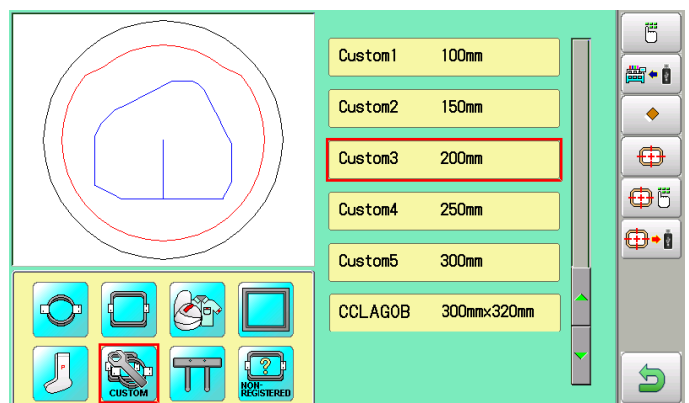 Custom1 100mm
Custom2 150mm
Custom3 200mm
Custom4 250mm
Custom5 300mm
CCLAGOB 300mm×320mm
P
CUSTOM
?
NON-
REGISTERED